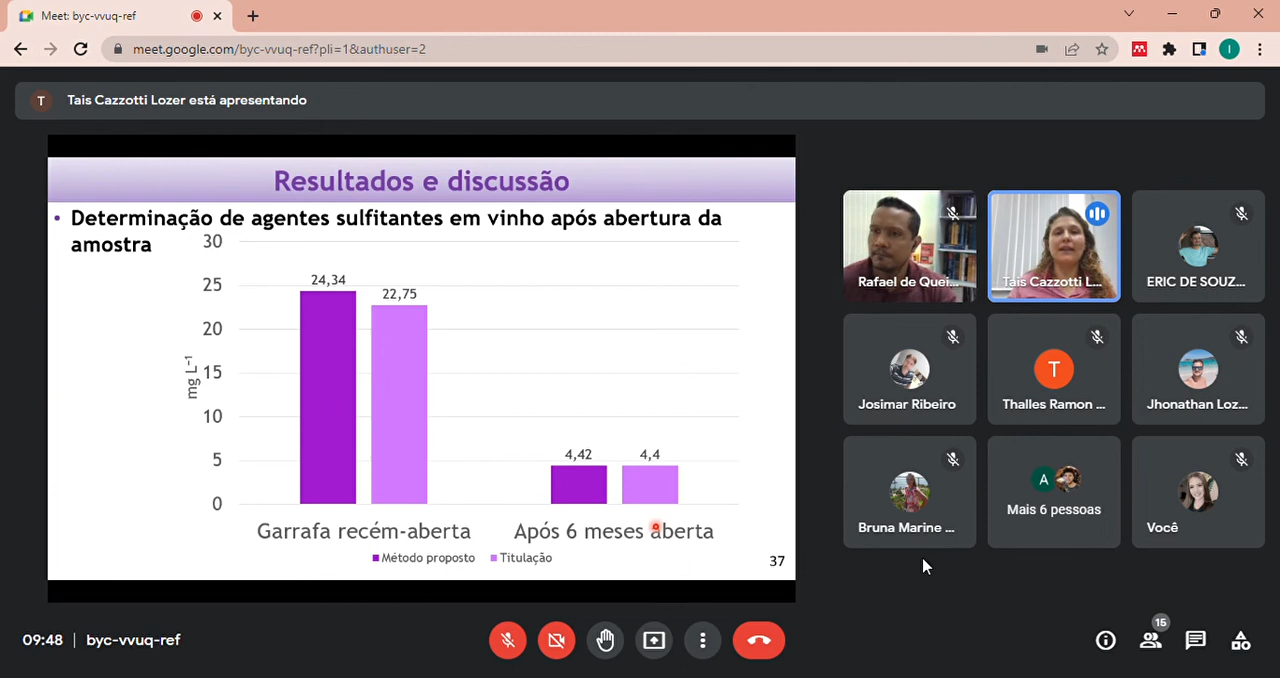 Meet: byc-vvuq-ref
meet.google.com/byc-vvuq-ref?pli=1&authuser=2
I
T
Tais Cazzotti Lozer está apresentando
Resultados e discussão
• Determinação de agentes sulfitantes em vinho após abertura da
amostra
30
25
20
15
10
5
0
mg L⁻¹
24,34
22,75
4,42
4,4
Garrafa recém-aberta
Após 6 meses aberta
Método proposto
Titulação
37
Rafael de Quei...
Tais Cazzotti L...
ERIC DE SOUZ...
Josimar Ribeiro
T
Thalles Ramon ...
Jhonathan Loz...
Bruna Marine ...
A
Mais 6 pessoas
Você
09:48 | byc-vvuq-ref
15